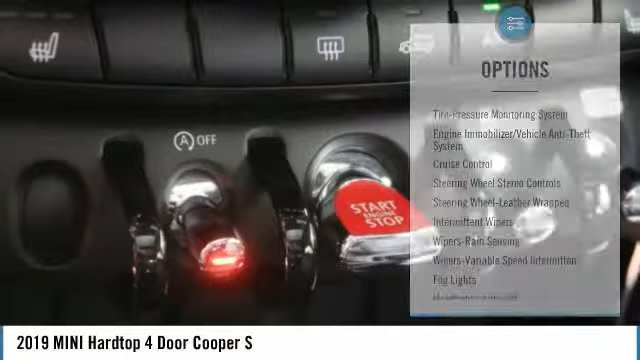 OPTIONS
Tire-Pressure Monitoring System
Engine Immobilizer/Vehicle Anti-Theft
System
Cruise Control
Steering Wheel Stereo Controls
Steering Wheel-Leather Wrapped
Intermittent Wipers
Wipers-Rain Sensing
Wipers-Variable Speed Intermitten
Fog Lights
A OFF
START
ENGINE
STOP
2019 MINI Hardtop 4 Door Cooper S